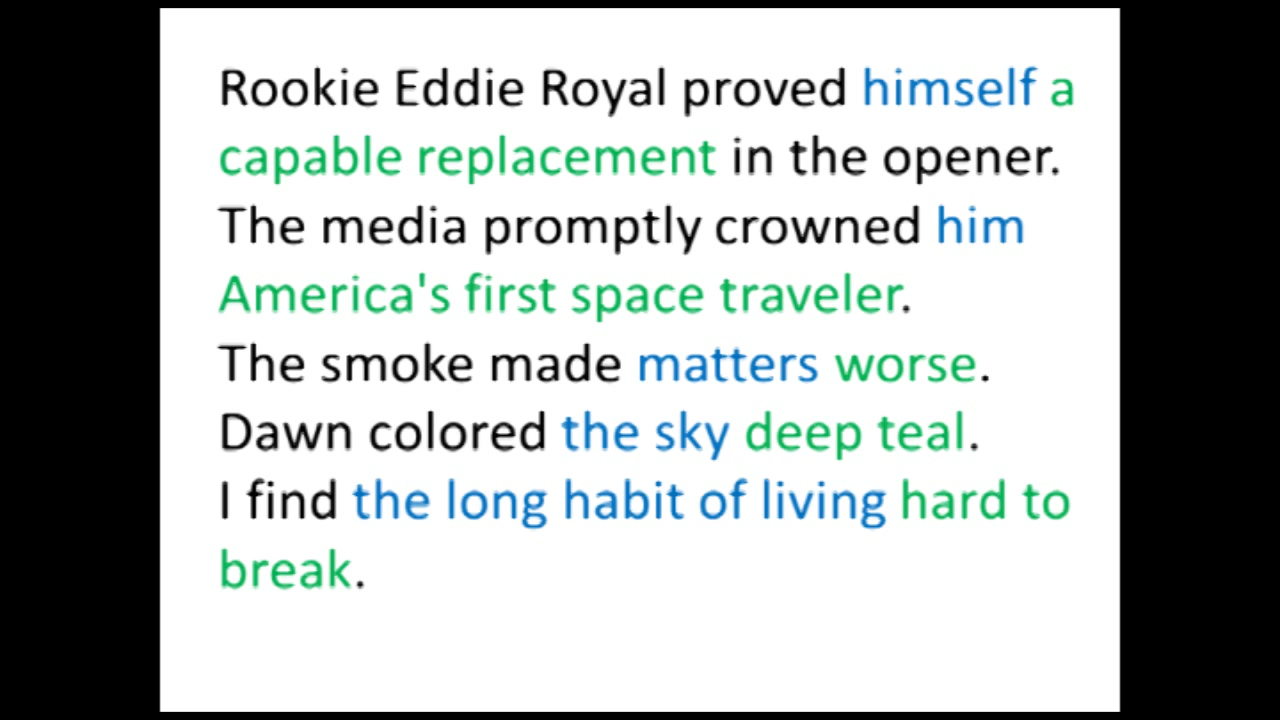 Rookie Eddie Royal proved himself a
capable replacement in the opener.
The media promptly crowned him
America's first space traveler.
The smoke made matters worse.
Dawn colored the sky deep teal.
I find the long habit of living hard to
break.